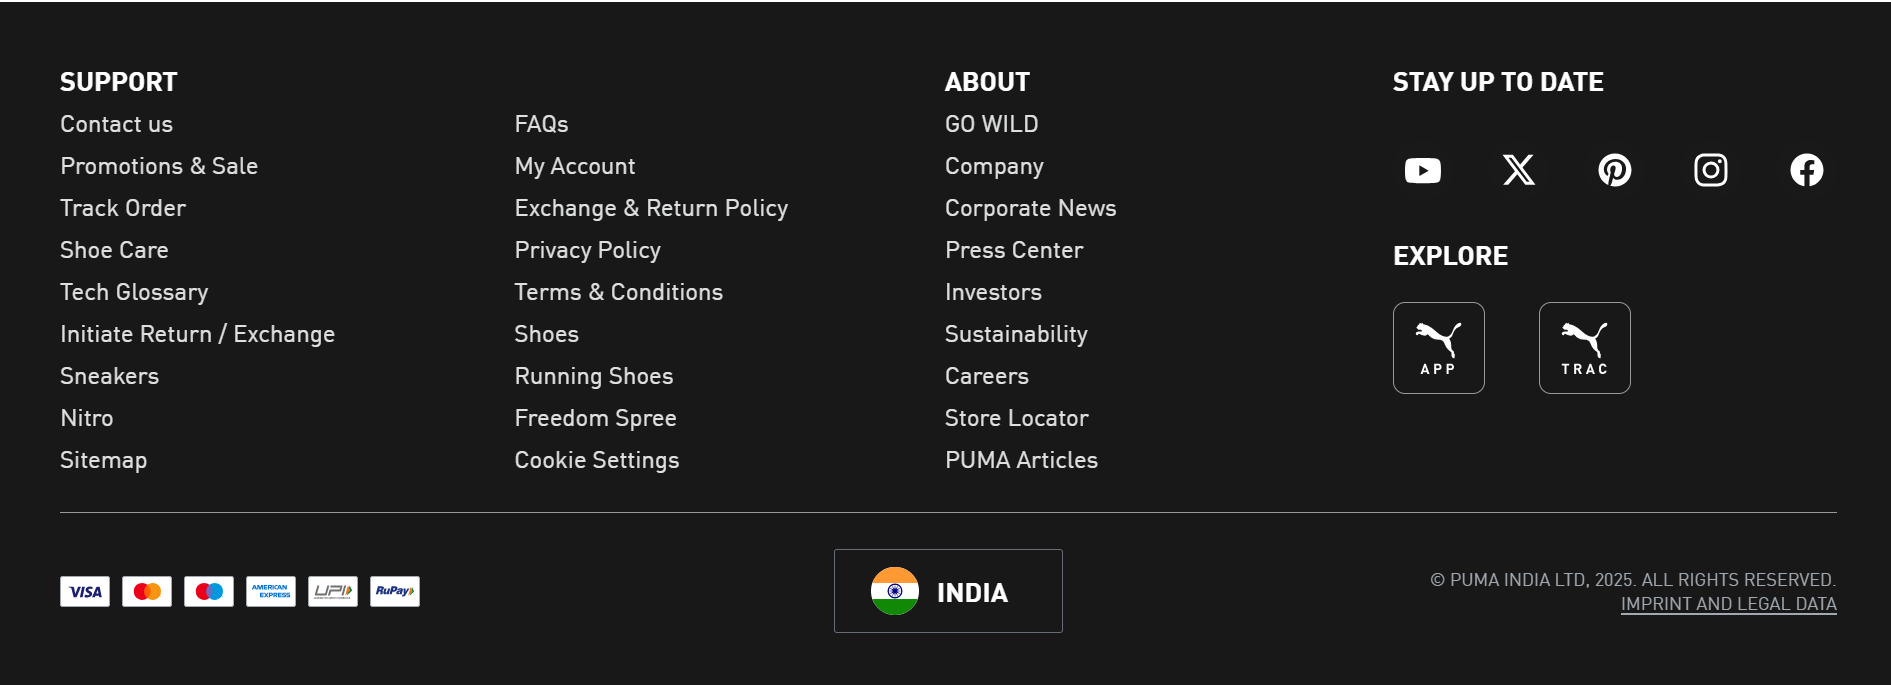 SUPPORT
Contact us
Promotions & Sale
Track Order
Shoe Care
Tech Glossary
Initiate Return / Exchange
Sneakers
Nitro
Sitemap
FAQs
My Account
Exchange & Return Policy
Privacy Policy
Terms & Conditions
Shoes
Running Shoes
Freedom Spree
Cookie Settings
ABOUT
GO WILD
Company
Corporate News
Press Center
Investors
Sustainability
Careers
Store Locator
PUMA Articles
STAY UP TO DATE
EXPLORE
APP
TRAC
VISA
AMERICAN
EXPRESS
UPI
RuPay
INDIA
© PUMA INDIA LTD, 2025. ALL RIGHTS RESERVED.
IMPRINT AND LEGAL DATA